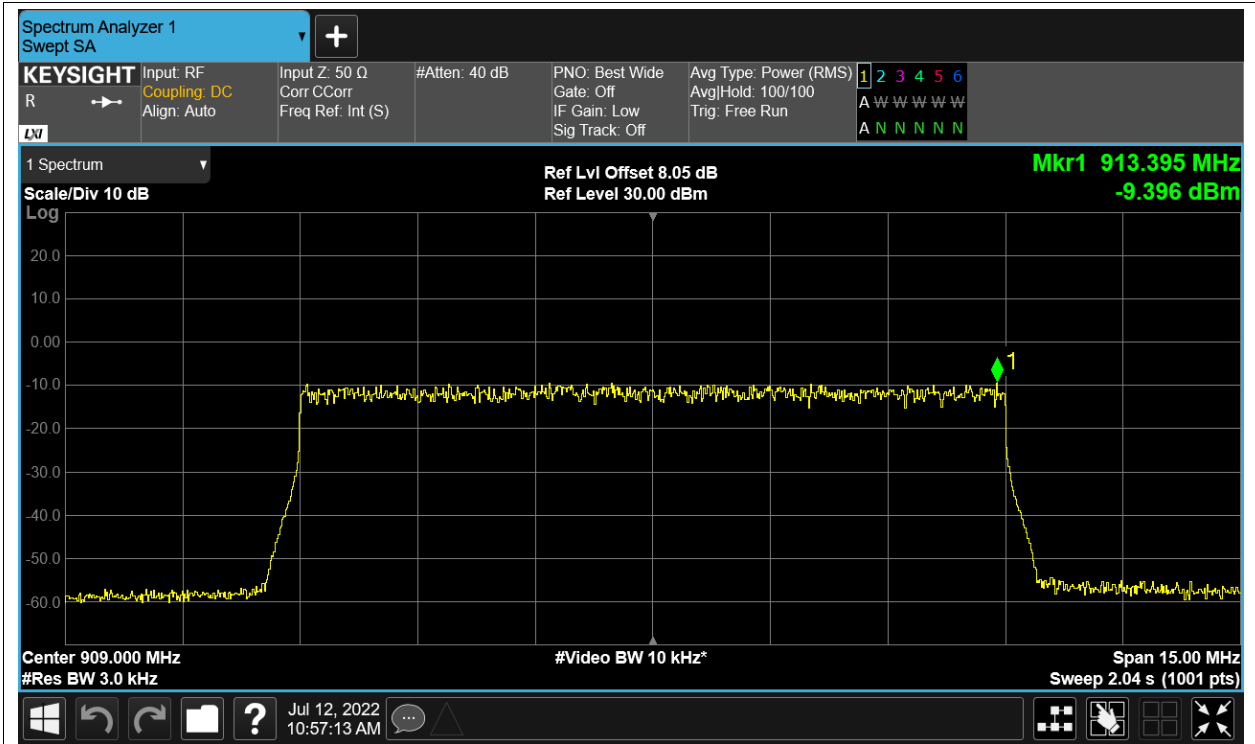 Spectrum Analyzer 1
Swept SA
+
KEYSIGHT Input: RF Input Z: 50 Ω #Atten: 40 dB PNO: Best Wide Avg Type: Power (RMS) 1 2 3 4 5 6
R Coupling: DC Corr CCorr Gate: Off Avg|Hold: 100/100 A W W W W W
Align: Auto Freq Ref: Int (S) IF Gain: Low Trig: Free Run
LXI Sig Track: Off A N N N N N
1 Spectrum Ref Lvl Offset 8.05 dB Mkr1 913.395 MHz
Scale/Div 10 dB Ref Level 30.00 dBm -9.396 dBm
Log
20.0
10.0
0.00
1
-10.0
-20.0
-30.0
-40.0
-50.0
-60.0
Center 909.000 MHz #Video BW 10 kHz* Span 15.00 MHz
#Res BW 3.0 kHz Sweep 2.04 s (1001 pts)
? Jul 12, 2022
10:57:13 AM